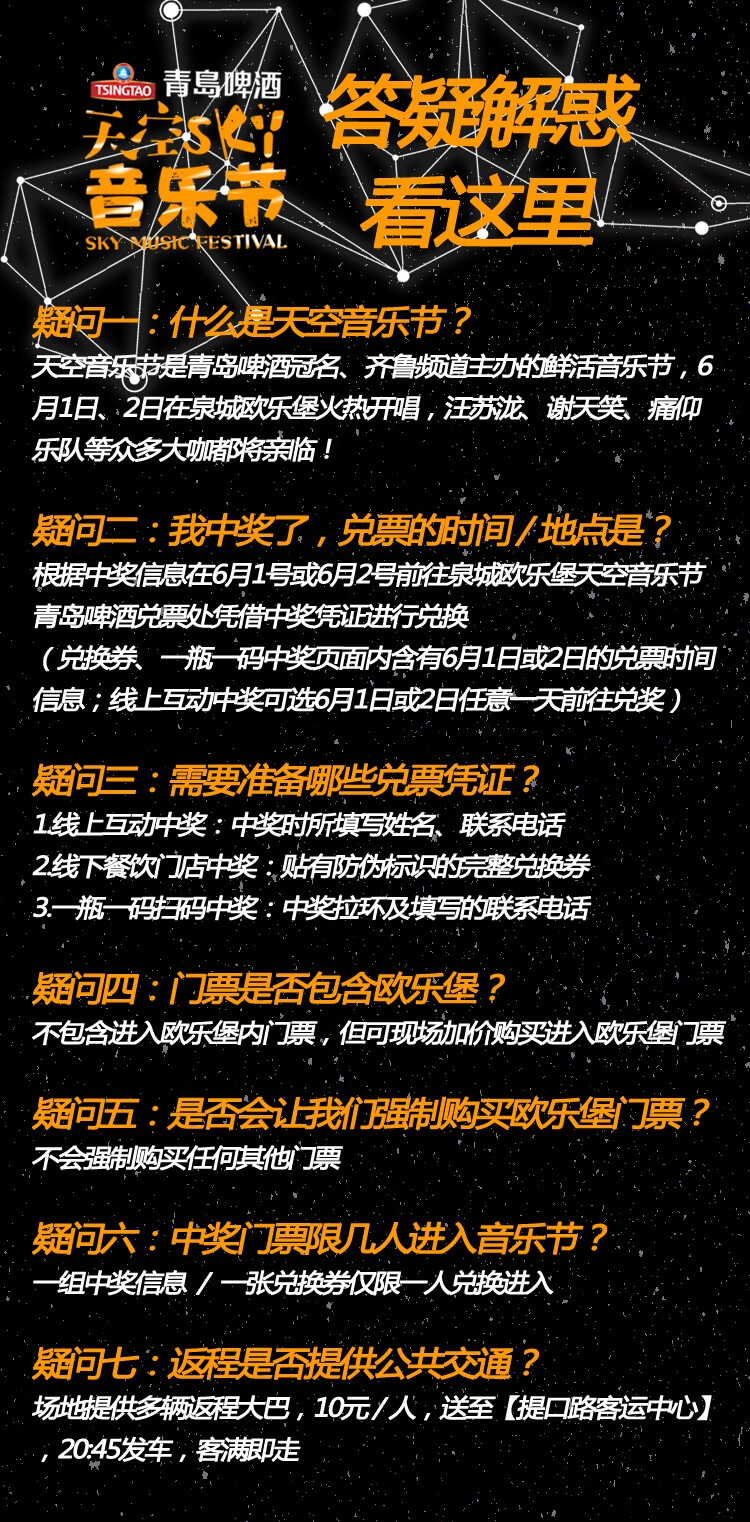 TSINGTAO 青島啤酒
天空SKY
音乐节
SKY MUSIC FESTIVAL
答疑解惑
看这里
疑问一：什么是天空音乐节？
天空音乐节是青岛啤酒冠名、齐鲁频道主办的鲜活音乐节，6
月1日、2日在泉城欧乐堡火热开唱，汪苏泷、谢天笑、痛仰
乐队等众多大咖都将亲临！
疑问二：我中奖了，兑票的时间/地点是？
根据中奖信息在6月1号或6月2号前往泉城欧乐堡天空音乐节
青岛啤酒兑票处凭借中奖凭证进行兑换
（兑换券、一瓶一码中奖页面内含有6月1日或2日的兑票时间
信息；线上互动中奖可选6月1日或2日任意一天前往兑奖）
疑问三：需要准备哪些兑票凭证？
1.线上互动中奖：中奖时所填写姓名、联系电话
2.线下餐饮门店中奖：贴有防伪标识的完整兑换券
3.一瓶一码扫码中奖：中奖拉环及填写的联系电话
疑问四：门票是否包含欧乐堡？
不包含进入欧乐堡内门票，但可现场加价购买进入欧乐堡门票
疑问五：是否会让我们强制购买欧乐堡门票？
不会强制购买任何其他门票
疑问六：中奖门票限几人进入音乐节？
一组中奖信息 / 一张兑换券仅限一人兑换进入
疑问七：返程是否提供公共交通？
场地提供多辆返程大巴，10元/人，送至【提口路客运中心】
，20:45发车，客满即走